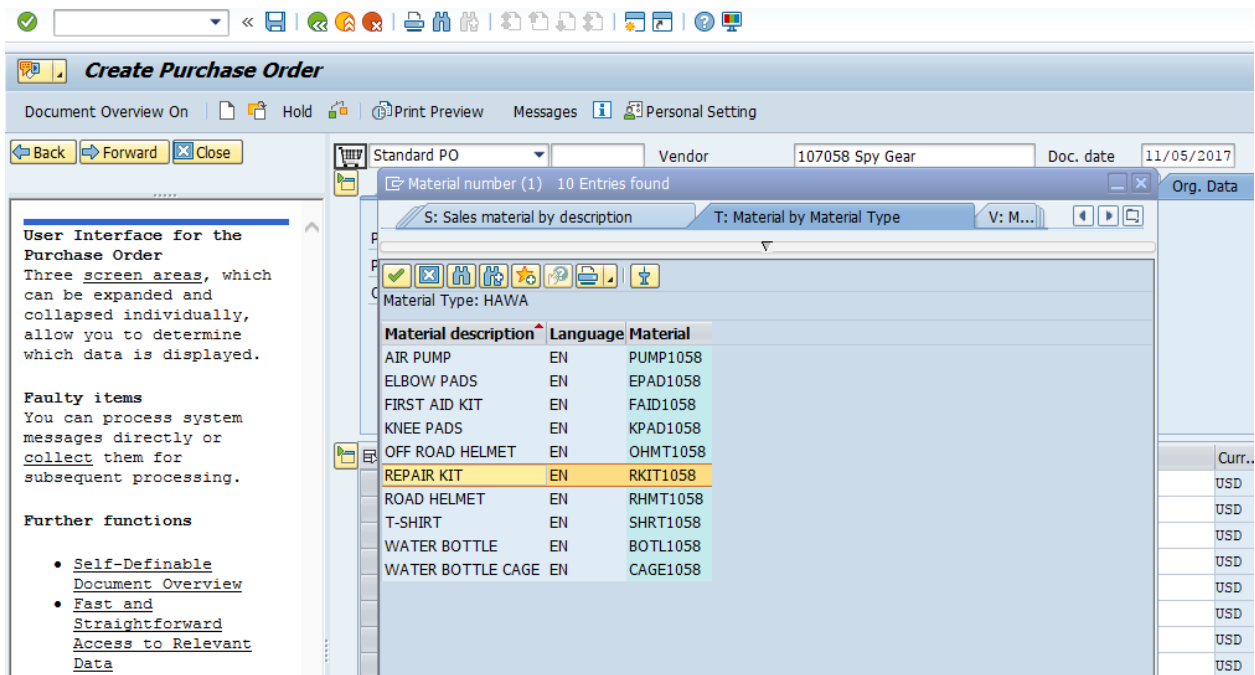 Create Purchase Order
Document Overview On Hold Print Preview Messages Personal Setting
Back Forward Close
Standard PO Vendor 107058 Spy Gear Doc. date 11/05/2017
Material number (1) 10 Entries found
Org. Data
S: Sales material by description T: Material by Material Type V: M...
User Interface for the
Purchase Order
Three screen areas, which
can be expanded and
collapsed individually,
allow you to determine
which data is displayed.
Faulty items
You can process system
messages directly or
collect them for
subsequent processing.
Further functions
• Self-Definable
Document Overview
• Fast and
Straightforward
Access to Relevant
Data
Material Type: HAWA
Material description Language Material
AIR PUMP EN PUMP1058
ELBOW PADS EN EPAD1058
FIRST AID KIT EN FAID1058
KNEE PADS EN KPAD1058
OFF ROAD HELMET EN OHMT1058
REPAIR KIT EN RKIT1058
ROAD HELMET EN RHMT1058
T-SHIRT EN SHRT1058
WATER BOTTLE EN BOTL1058
WATER BOTTLE CAGE EN CAGE1058
Curr..
USD
USD
USD
USD
USD
USD
USD
USD